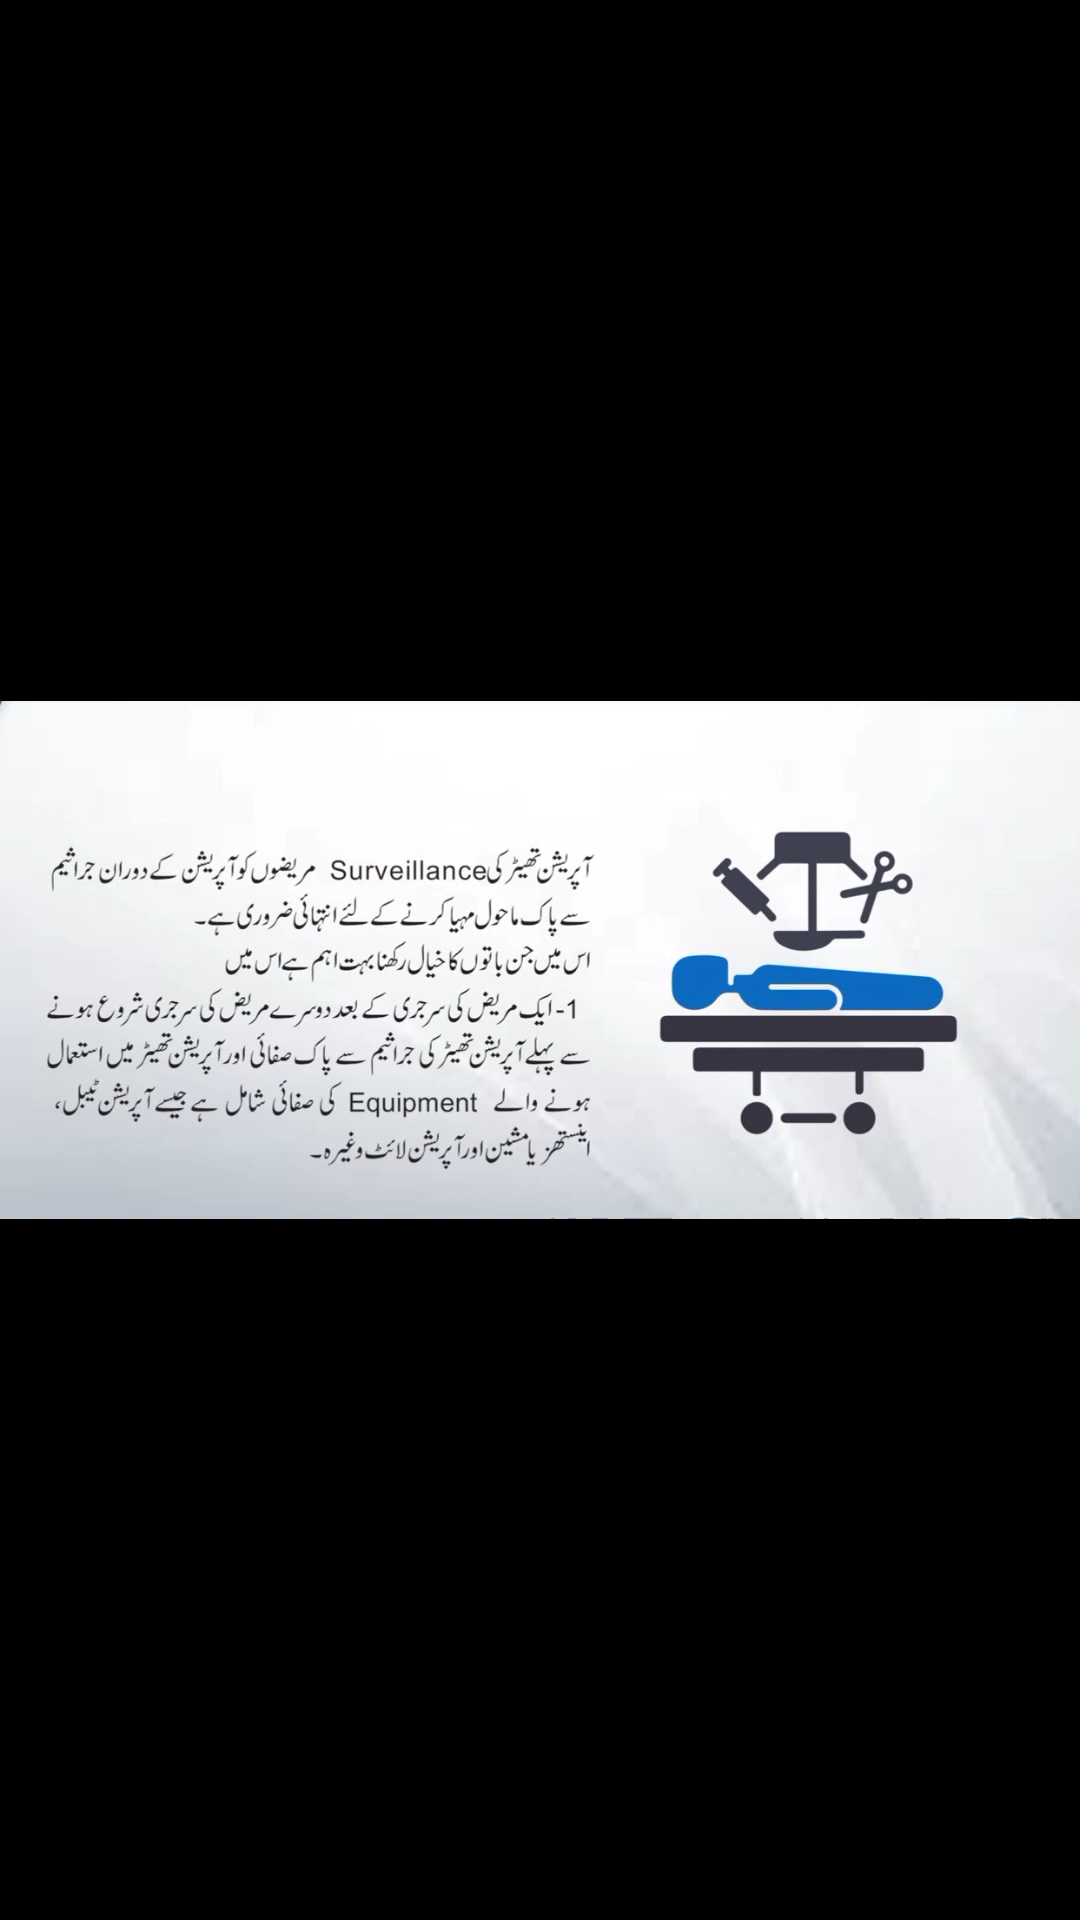 آپریشن تھیٹر کی Surveillance مریضوں کو آپریشن کے دوران جراثیم
سے پاک ماحول مہیا کرنے کے لئے انتہائی ضروری ہے۔
اس میں جن باتوں کا خیال رکھنا بہت اہم ہے اس میں
1- ایک مریض کی سرجری کے بعد دوسرے مریض کی سرجری شروع ہونے
سے پہلے آپریشن تھیٹر کی جراثیم سے پاک صفائی اور آپریشن تھیٹر میں استعمال
ہونے والے Equipment کی صفائی شامل ہے جیسے آپریشن ٹیبل،
اینستھزیا مشین اور آپریشن لائٹ وغیرہ۔